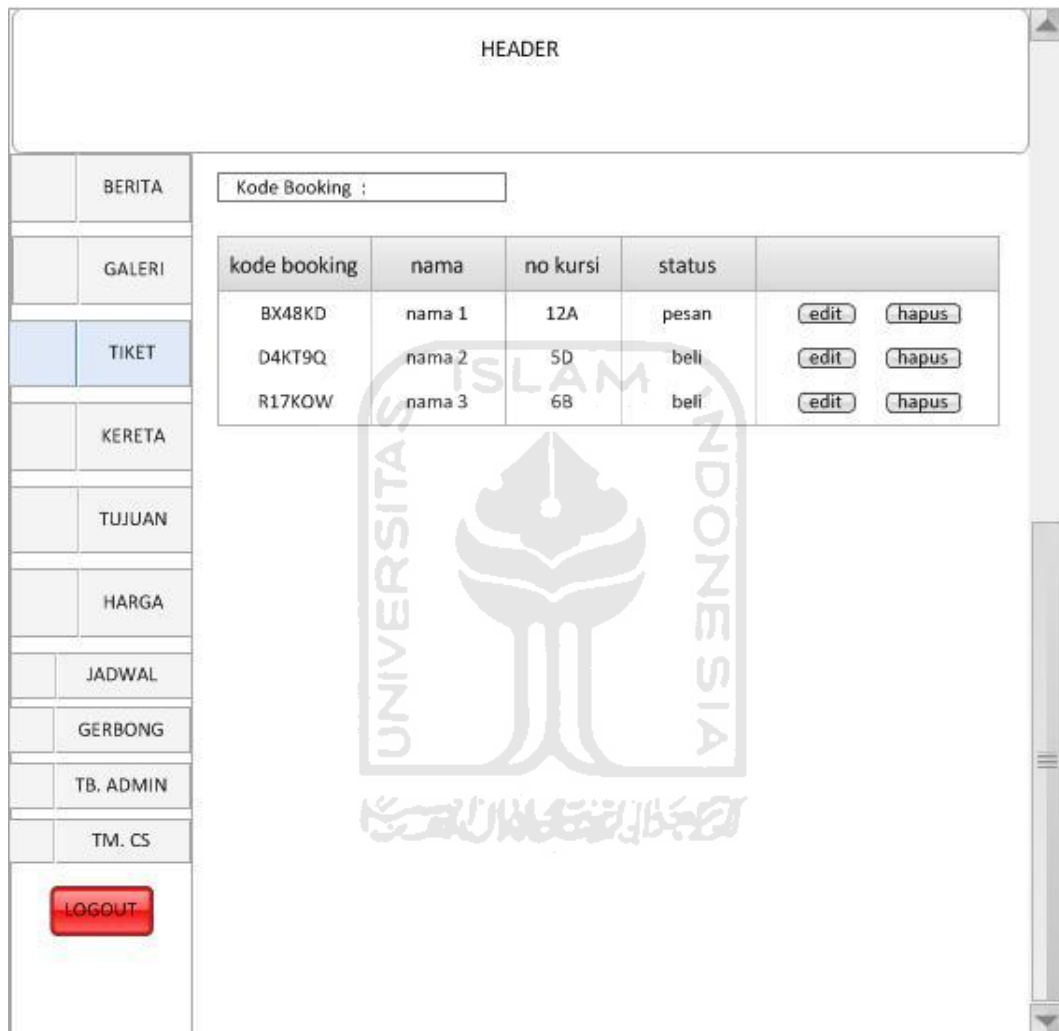 HEADER
BERITA
GALERI
TIKET
KERETA
TUJUAN
HARGA
JADWAL
GERBONG
TB. ADMIN
TM. CS
LOGOUT
Kode Booking :
kode booking nama no kursi status
BX48KD nama 1 12A pesan edit hapus
D4KT9Q nama 2 5D beli edit hapus
R17KOW nama 3 6B beli edit hapus
UNIVERSITAS
ISLAM
INDONESIA